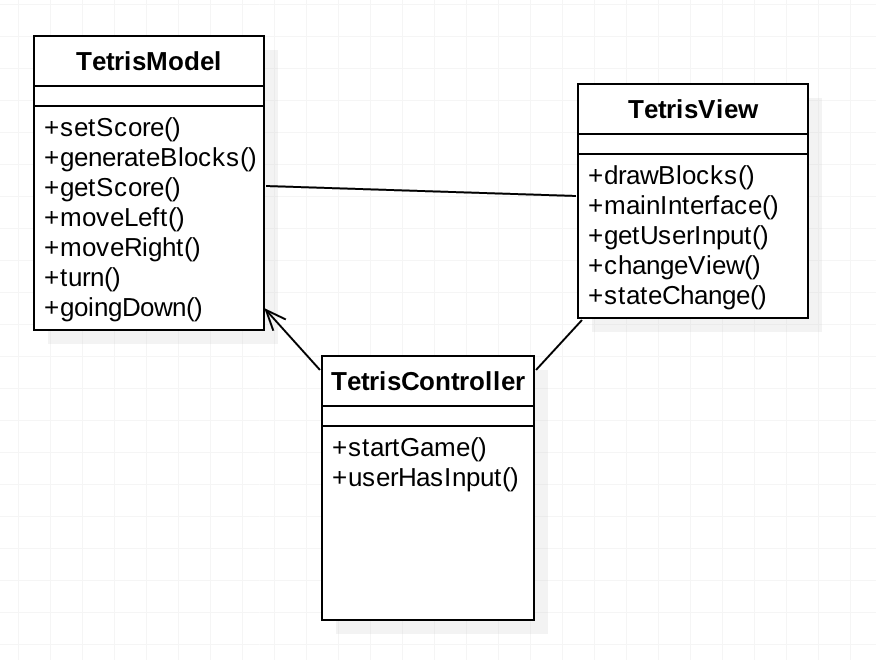 TetrisModel
+setScore()
+generateBlocks()
+getScore()
+moveLeft()
+moveRight()
+turn()
+goingDown()
TetrisView
+drawBlocks()
+mainInterface()
+getUserInput()
+changeView()
+stateChange()
TetrisController
+startGame()
+userHasInput()